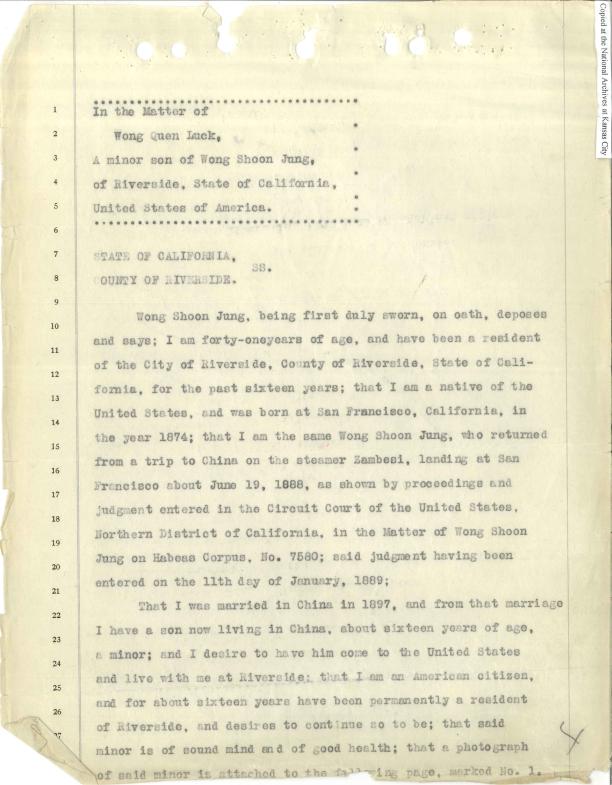 Copied at the National Archives at Kansas City
1 In the Matter of
2 Wong Quen Luck,
3 A minor son of Wong Shoon Jung,
4 of Riverside, State of California,
5 United States of America.
6
7 STATE OF CALIFORNIA,
SS.
8 COUNTY OF RIVERSIDE.
9
Wong Shoon Jung, being first duly sworn, on oath, deposes
10 and says; I am forty-oneyears of age, and have been a resident
11 of the City of Riverside, County of Riverside, State of Cali-
12 fornia, for the past sixteen years; that I am a native of the
13 United States, and was born at San Francisco, California, in
14 the year 1874; that I am the same Wong Shoon Jung, who returned
15 from a trip to China on the steamer Zambesi, landing at San
16 Francisco about June 19, 1888, as shown by proceedings and
17 judgment entered in the Circuit Court of the United States,
18 Northern District of California, in the Matter of Wong Shoon
19 Jung on Habeas Corpus, No. 7580; said judgment having been
20 entered on the 11th day of January, 1889;
21
22 That I was married in China in 1897, and from that marriage
23 I have a son now living in China, about sixteen years of age,
24 a minor; and I desire to have him come to the United States
and live with me at Riverside; that I am an American citizen,
25 and for about sixteen years have been permanently a resident
26 of Riverside, and desires to continue so to be; that said
27 minor is of sound mind and of good health; that a photograph
of said minor is attached to the following page, marked No. 1.
4